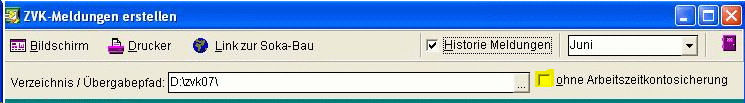 ZVK-Meldungen erstellen
Bildschirm Drucker Link zur Soka-Bau Historie Meldungen Juni
Verzeichnis / Übergabepfad: D:\zvk07\ ... ohne Arbeitszeitkontosicherung